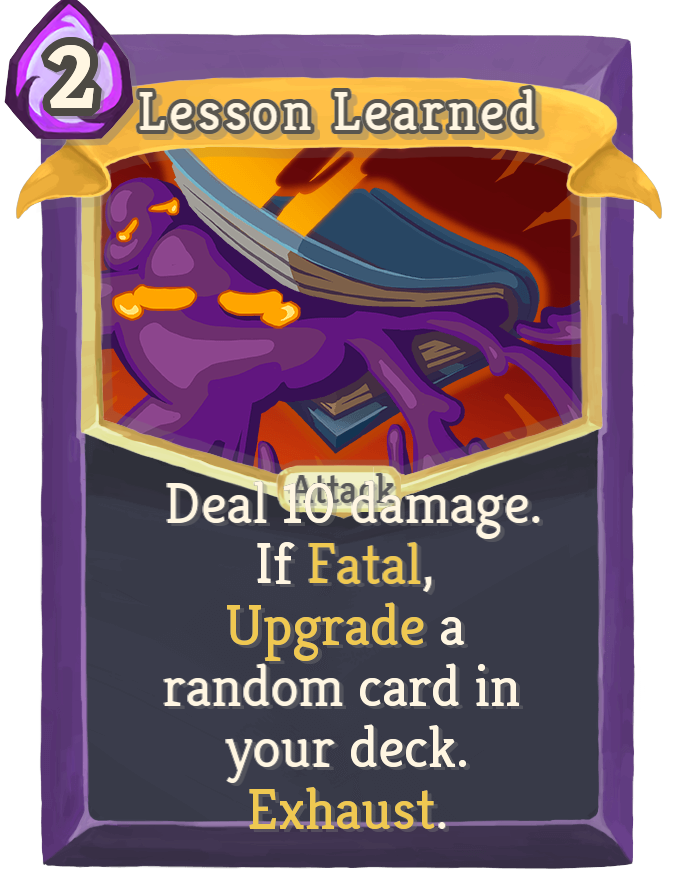 2
Lesson Learned
Attack
Deal 10 damage.
If Fatal,
Upgrade a
random card in
your deck.
Exhaust.